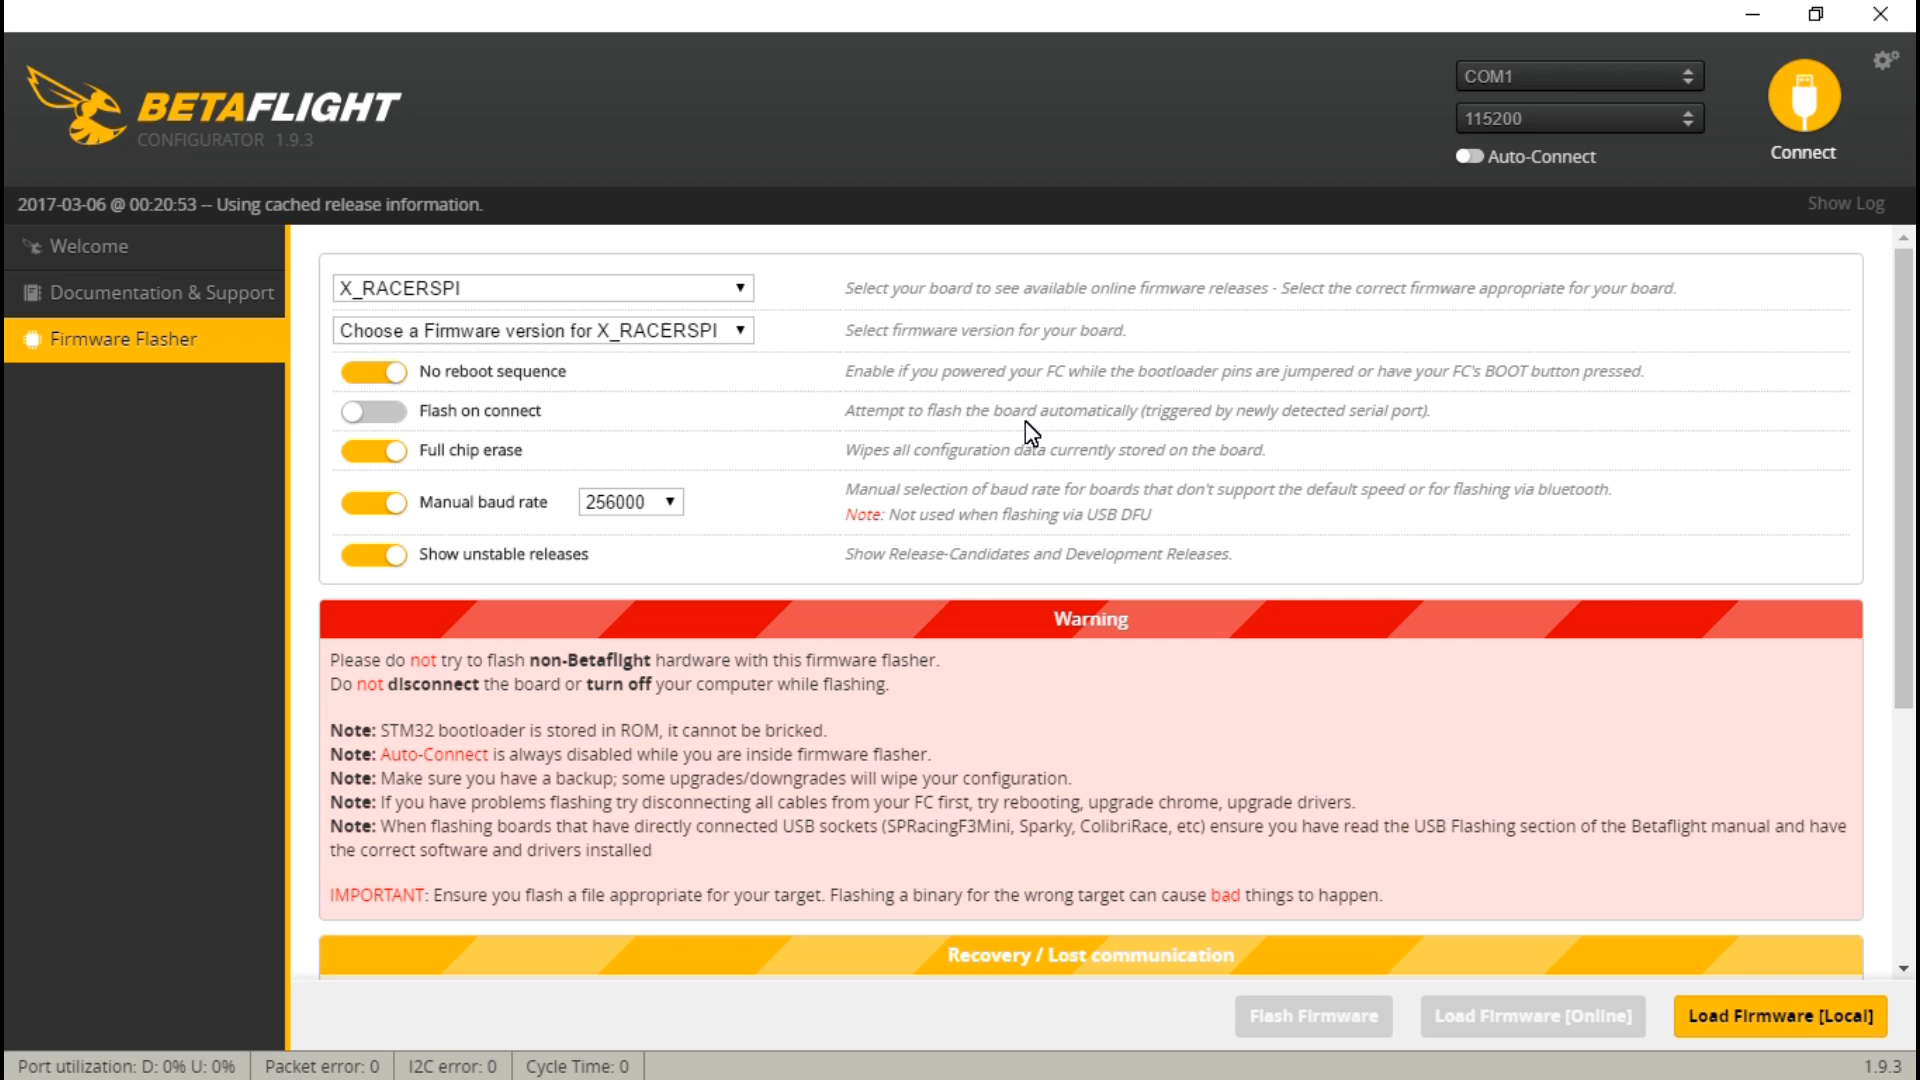 BETAFLIGHT
CONFIGURATOR 1.9.3
COM1
115200
Auto-Connect
Connect
2017-03-06 @ 00:20:53 -- Using cached release information.
Show Log
Welcome
Documentation & Support
Firmware Flasher
X_RACERSPI
Select your board to see available online firmware releases - Select the correct firmware appropriate for your board.
Choose a Firmware version for X_RACERSPI
Select firmware version for your board.
No reboot sequence
Enable if you powered your FC while the bootloader pins are jumpered or have your FC's BOOT button pressed.
Flash on connect
Attempt to flash the board automatically (triggered by newly detected serial port).
Full chip erase
Wipes all configuration data currently stored on the board.
Manual baud rate
256000
Manual selection of baud rate for boards that don't support the default speed or for flashing via bluetooth.
Note: Not used when flashing via USB DFU
Show unstable releases
Show Release-Candidates and Development Releases.
Warning
Please do not try to flash non-Betaflight hardware with this firmware flasher.
Do not disconnect the board or turn off your computer while flashing.
Note: STM32 bootloader is stored in ROM, it cannot be bricked.
Note: Auto-Connect is always disabled while you are inside firmware flasher.
Note: Make sure you have a backup; some upgrades/downgrades will wipe your configuration.
Note: If you have problems flashing try disconnecting all cables from your FC first, try rebooting, upgrade chrome, upgrade drivers.
Note: When flashing boards that have directly connected USB sockets (SPRacingF3Mini, Sparky, ColibriRace, etc) ensure you have read the USB Flashing section of the Betaflight manual and have
the correct software and drivers installed
IMPORTANT: Ensure you flash a file appropriate for your target. Flashing a binary for the wrong target can cause bad things to happen.
Recovery / Lost communication
Flash Firmware
Load Firmware [Online]
Load Firmware [Local]
Port utilization: D: 0% U: 0%
Packet error: 0
I2C error: 0
Cycle Time: 0
1.9.3